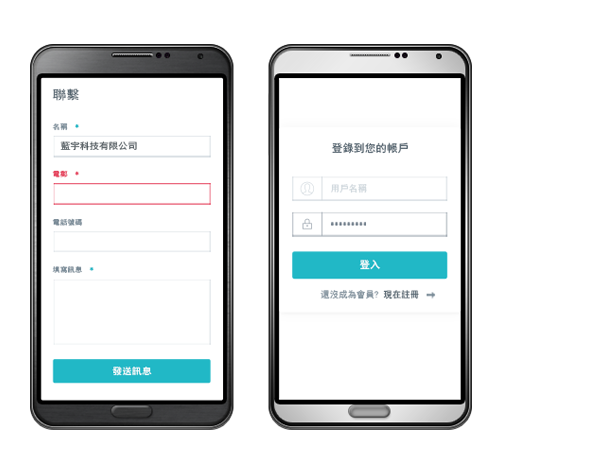 聯繫
名稱 *
藍宇科技有限公司
電郵 *
電話號碼
填寫訊息 *
發送訊息
登錄到您的帳戶
用戶名稱
*********
登入
還沒成為會員? 現在註冊 ➡